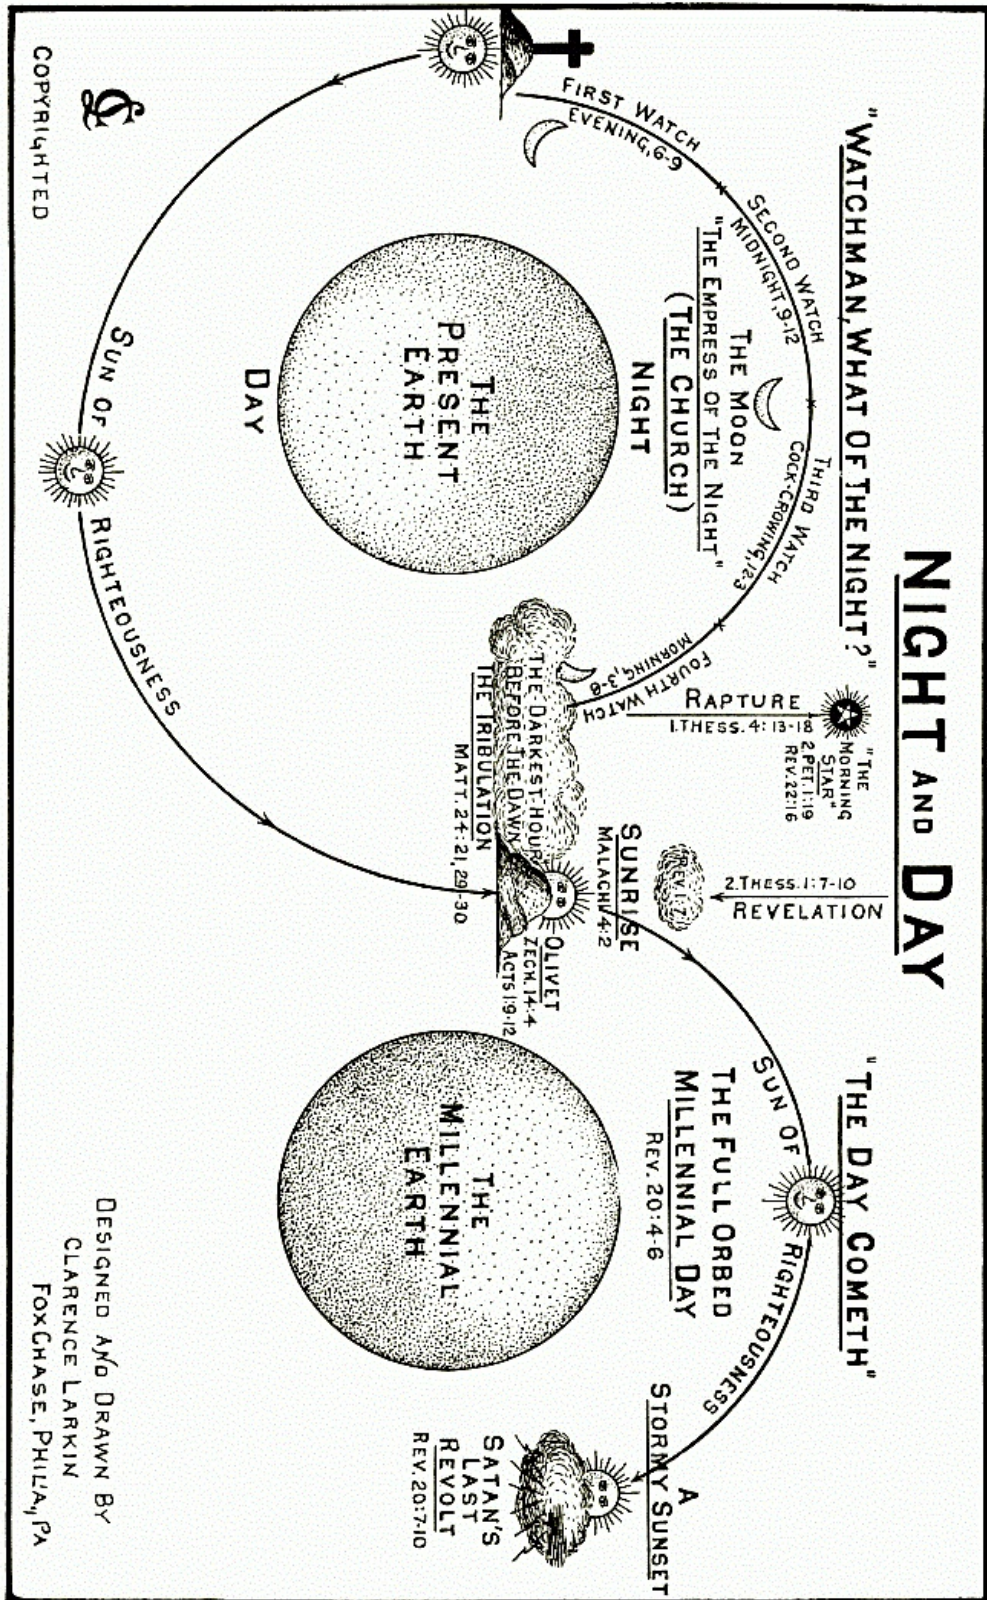 NIGHT AND DAY
"WATCHMAN, WHAT OF THE NIGHT?"
"THE DAY COMETH"
FIRST WATCH
EVENING, 6-9
SECOND WATCH
MIDNIGHT, 9-12
THIRD WATCH
COCK-CROWING, 12-3
FOURTH WATCH
MORNING, 3-6
THE MOON
"THE EMPRESS OF THE NIGHT"
(THE CHURCH)
NIGHT
THE
PRESENT
EARTH
DAY
SUN OF RIGHTEOUSNESS
RAPTURE
1.THESS. 4:13-18
"THE
MORNING
STAR"
2.PET. 1:19
REV. 22:16
2.THESS. 1:7-10
REVELATION
REV. 1:7
SUNRISE
MALACHI 4:2
THE DARKEST HOUR
BEFORE THE DAWN
THE TRIBULATION
MATT. 24:21, 29-30
OLIVET
ZECH. 14:4
ACTS 1:9-12
SUN OF RIGHTEOUSNESS
THE FULL ORBED
MILLENNIAL DAY
REV. 20:4-6
THE
MILLENNIAL
EARTH
A
STORMY SUNSET
SATAN'S
LAST
REVOLT
REV. 20:7-10
CL
COPYRIGHTED
DESIGNED AND DRAWN BY
CLARENCE LARKIN
FOX CHASE, PHIL'A., PA